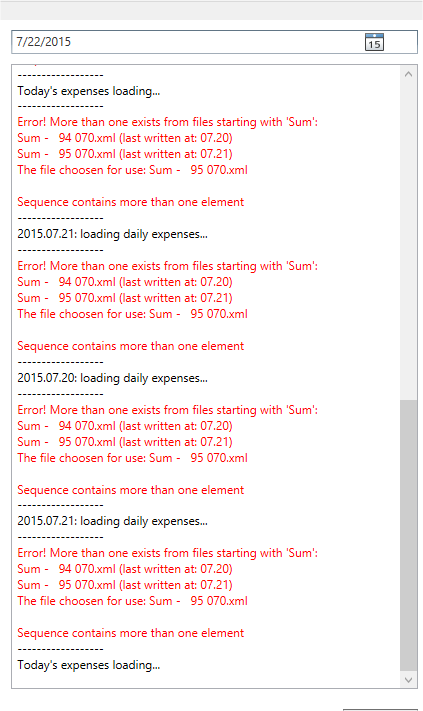 7/22/2015
15
------------------
Today's expenses loading...
------------------
Error! More than one exists from files starting with 'Sum':
Sum -   94 070.xml (last written at: 07.20)
Sum -   95 070.xml (last written at: 07.21)
The file choosen for use: Sum -   95 070.xml

Sequence contains more than one element
------------------
2015.07.21: loading daily expenses...
------------------
Error! More than one exists from files starting with 'Sum':
Sum -   94 070.xml (last written at: 07.20)
Sum -   95 070.xml (last written at: 07.21)
The file choosen for use: Sum -   95 070.xml

Sequence contains more than one element
------------------
2015.07.20: loading daily expenses...
------------------
Error! More than one exists from files starting with 'Sum':
Sum -   94 070.xml (last written at: 07.20)
Sum -   95 070.xml (last written at: 07.21)
The file choosen for use: Sum -   95 070.xml

Sequence contains more than one element
------------------
2015.07.21: loading daily expenses...
------------------
Error! More than one exists from files starting with 'Sum':
Sum -   94 070.xml (last written at: 07.20)
Sum -   95 070.xml (last written at: 07.21)
The file choosen for use: Sum -   95 070.xml

Sequence contains more than one element
------------------
Today's expenses loading...